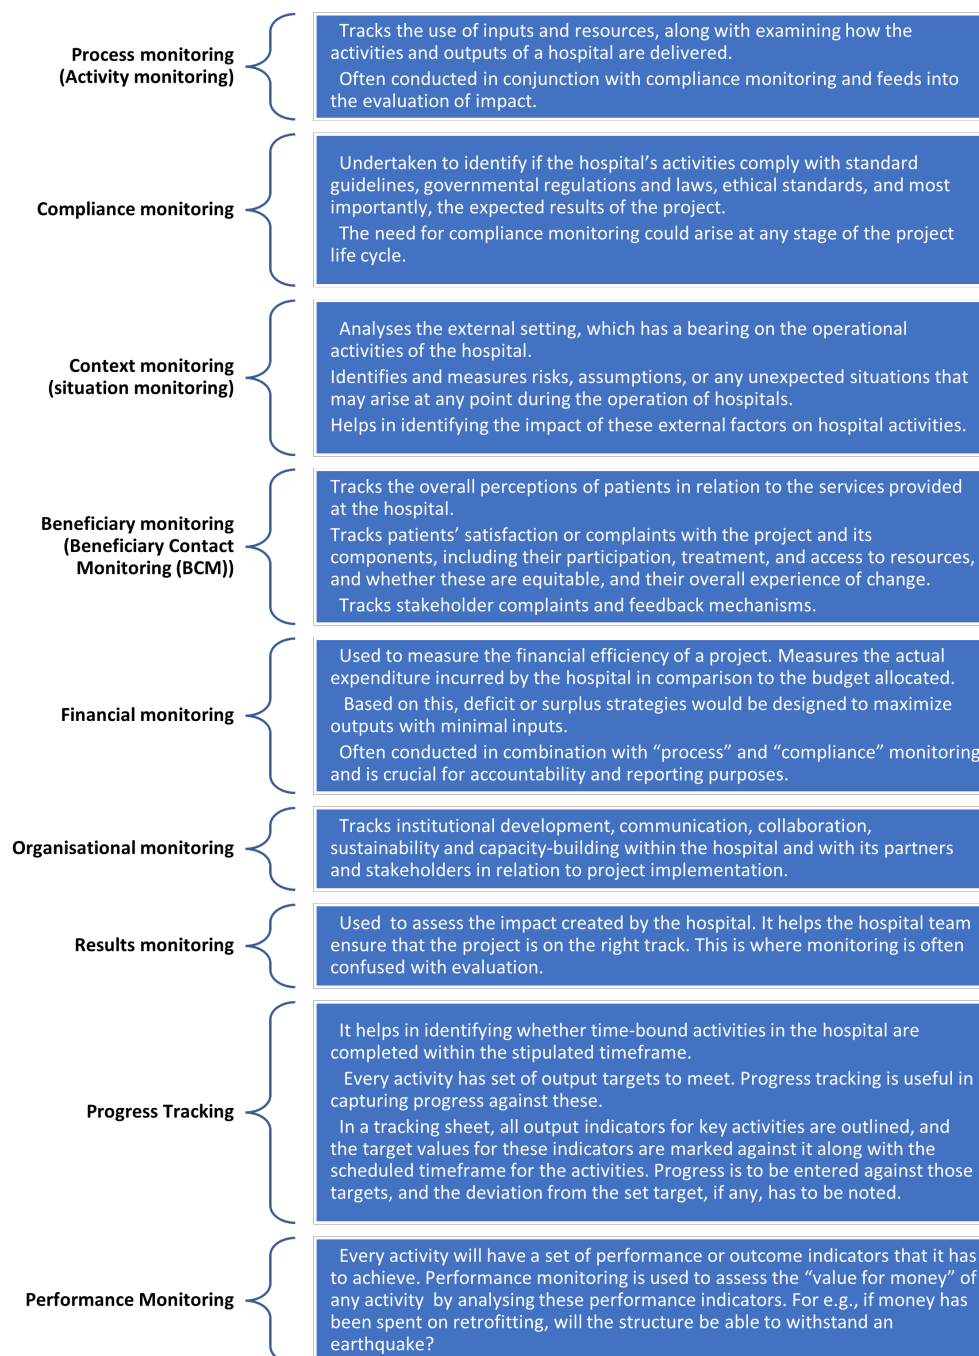 Process monitoring
(Activity monitoring)
Tracks the use of inputs and resources, along with examining how the
activities and outputs of a hospital are delivered.
Often conducted in conjunction with compliance monitoring and feeds into
the evaluation of impact.
Compliance monitoring
Undertaken to identify if the hospital's activities comply with standard
guidelines, governmental regulations and laws, ethical standards, and most
importantly, the expected results of the project.
The need for compliance monitoring could arise at any stage of the project
life cycle.
Context monitoring
(situation monitoring)
Analyses the external setting, which has a bearing on the operational
activities of the hospital.
Identifies and measures risks, assumptions, or any unexpected situations that
may arise at any point during the operation of hospitals.
Helps in identifying the impact of these external factors on hospital activities.
Beneficiary monitoring
(Beneficiary Contact
Monitoring (BCM))
Tracks the overall perceptions of patients in relation to the services provided
at the hospital.
Tracks patients' satisfaction or complaints with the project and its
components, including their participation, treatment, and access to resources,
and whether these are equitable, and their overall experience of change.
Tracks stakeholder complaints and feedback mechanisms.
Financial monitoring
Used to measure the financial efficiency of a project. Measures the actual
expenditure incurred by the hospital in comparison to the budget allocated.
Based on this, deficit or surplus strategies would be designed to maximize
outputs with minimal inputs.
Often conducted in combination with "process" and "compliance" monitoring
and is crucial for accountability and reporting purposes.
Organisational monitoring
Tracks institutional development, communication, collaboration,
sustainability and capacity-building within the hospital and with its partners
and stakeholders in relation to project implementation.
Results monitoring
Used to assess the impact created by the hospital. It helps the hospital team
ensure that the project is on the right track. This is where monitoring is often
confused with evaluation.
Progress Tracking
It helps in identifying whether time-bound activities in the hospital are
completed within the stipulated timeframe.
Every activity has set of output targets to meet. Progress tracking is useful in
capturing progress against these.
In a tracking sheet, all output indicators for key activities are outlined, and
the target values for these indicators are marked against it along with the
scheduled timeframe for the activities. Progress is to be entered against those
targets, and the deviation from the set target, if any, has to be noted.
Performance Monitoring
Every activity will have a set of performance or outcome indicators that it has
to achieve. Performance monitoring is used to assess the "value for money" of
any activity by analysing these performance indicators. For e.g., if money has
been spent on retrofitting, will the structure be able to withstand an
earthquake?